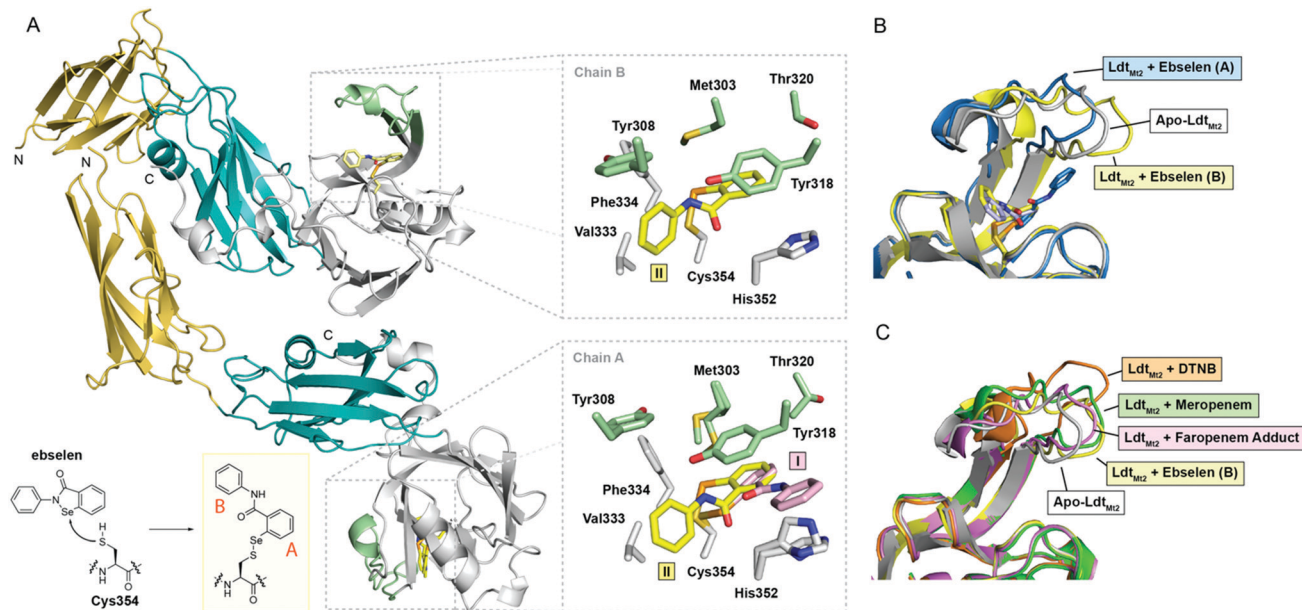 A
N
N
C
C
Chain B
Met303
Thr320
Tyr308
Tyr318
Phe334
Val333
Cys354
II
His352
Chain A
Met303
Thr320
Tyr308
Tyr318
I
Phe334
Val333
Cys354
II
His352
ebselen
O
N
Se
H
S
N
H
O
Cys354
NH
B
O
Se
A
S
N
H
O
B
LdtMt2 + Ebselen (A)
Apo-LdtMt2
LdtMt2 + Ebselen (B)
C
LdtMt2 + DTNB
LdtMt2 + Meropenem
LdtMt2 + Faropenem Adduct
LdtMt2 + Ebselen (B)
Apo-LdtMt2